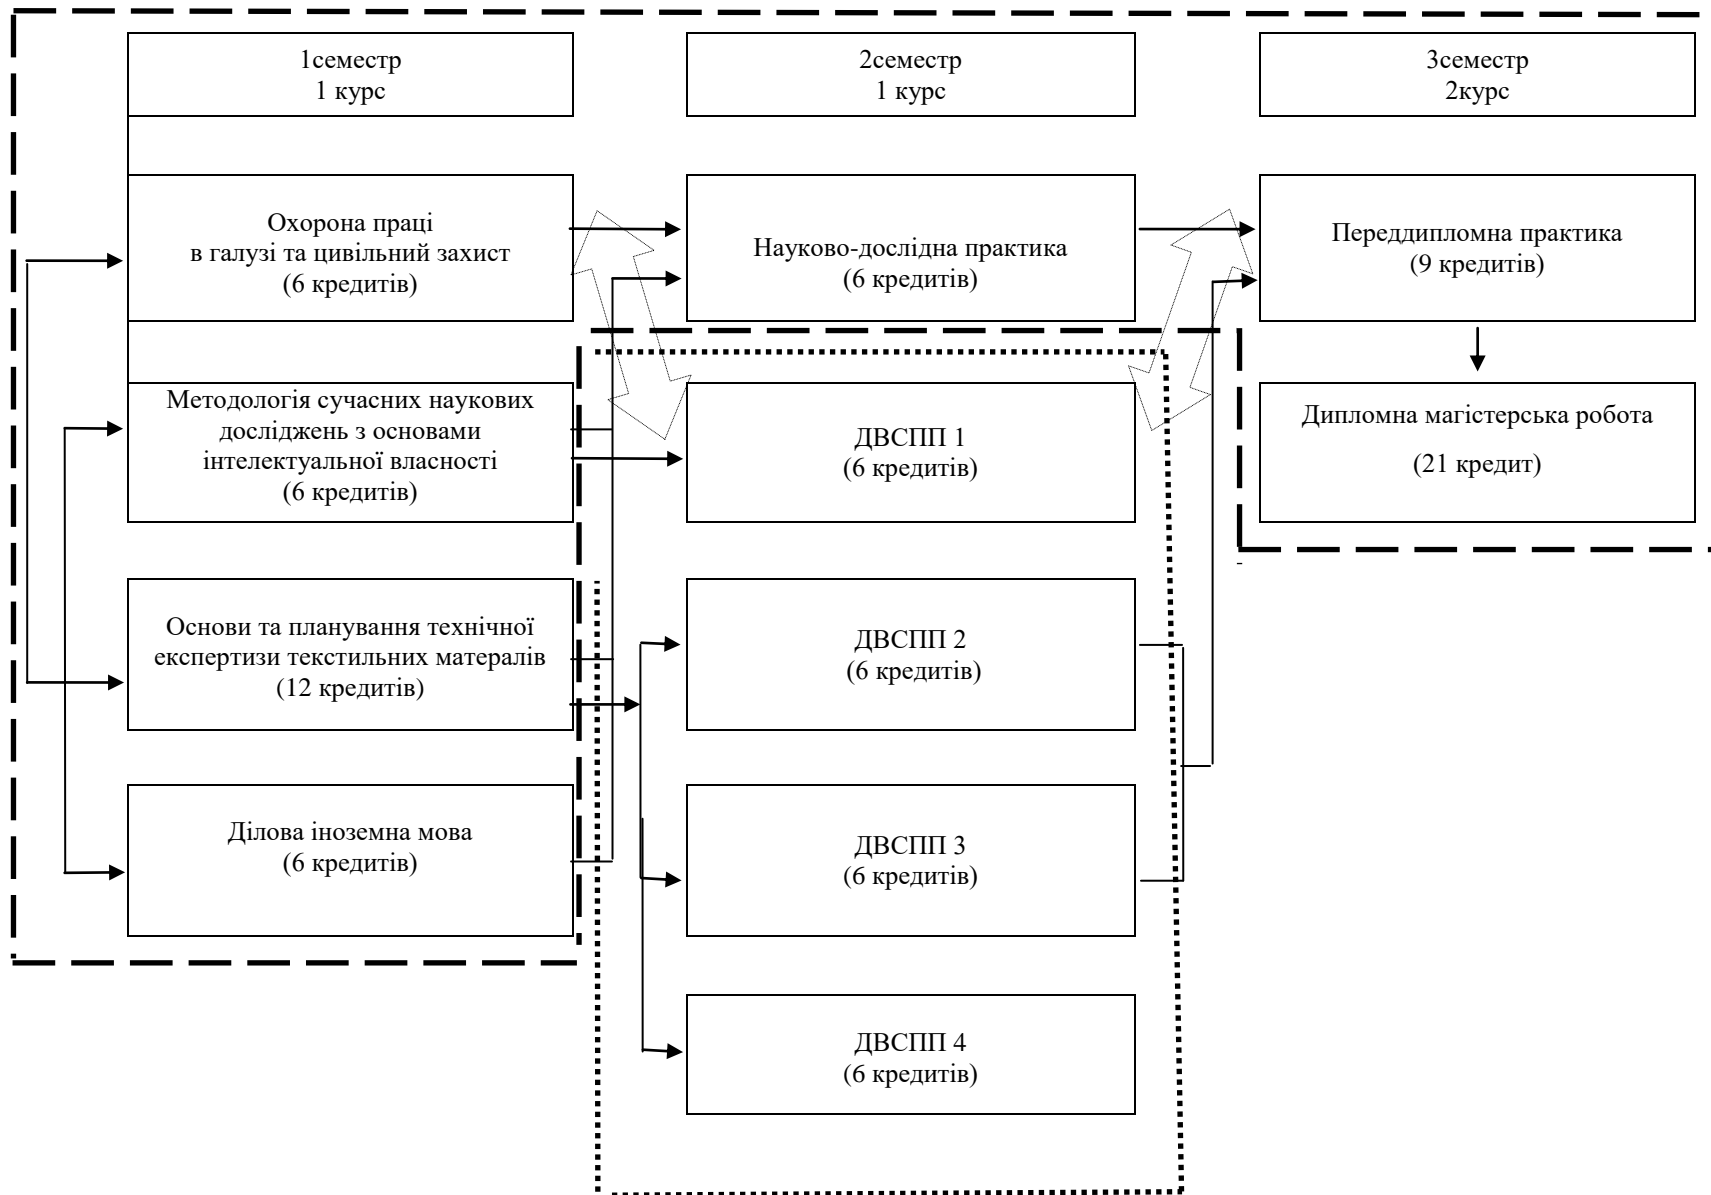 1семестр
1 курс
2семестр
1 курс
3семестр
2курс
Охорона праці
в галузі та цивільний захист
(6 кредитів)
Науково-дослідна практика
(6 кредитів)
Переддипломна практика
(9 кредитів)
Методологія сучасних наукових
досліджень з основами
інтелектуальної власності
(6 кредитів)
ДВСПП 1
(6 кредитів)
Дипломна магістерська робота
(21 кредит)
Основи та планування технічної
експертизи текстильних матералів
(12 кредитів)
ДВСПП 2
(6 кредитів)
Ділова іноземна мова
(6 кредитів)
ДВСПП 3
(6 кредитів)
ДВСПП 4
(6 кредитів)